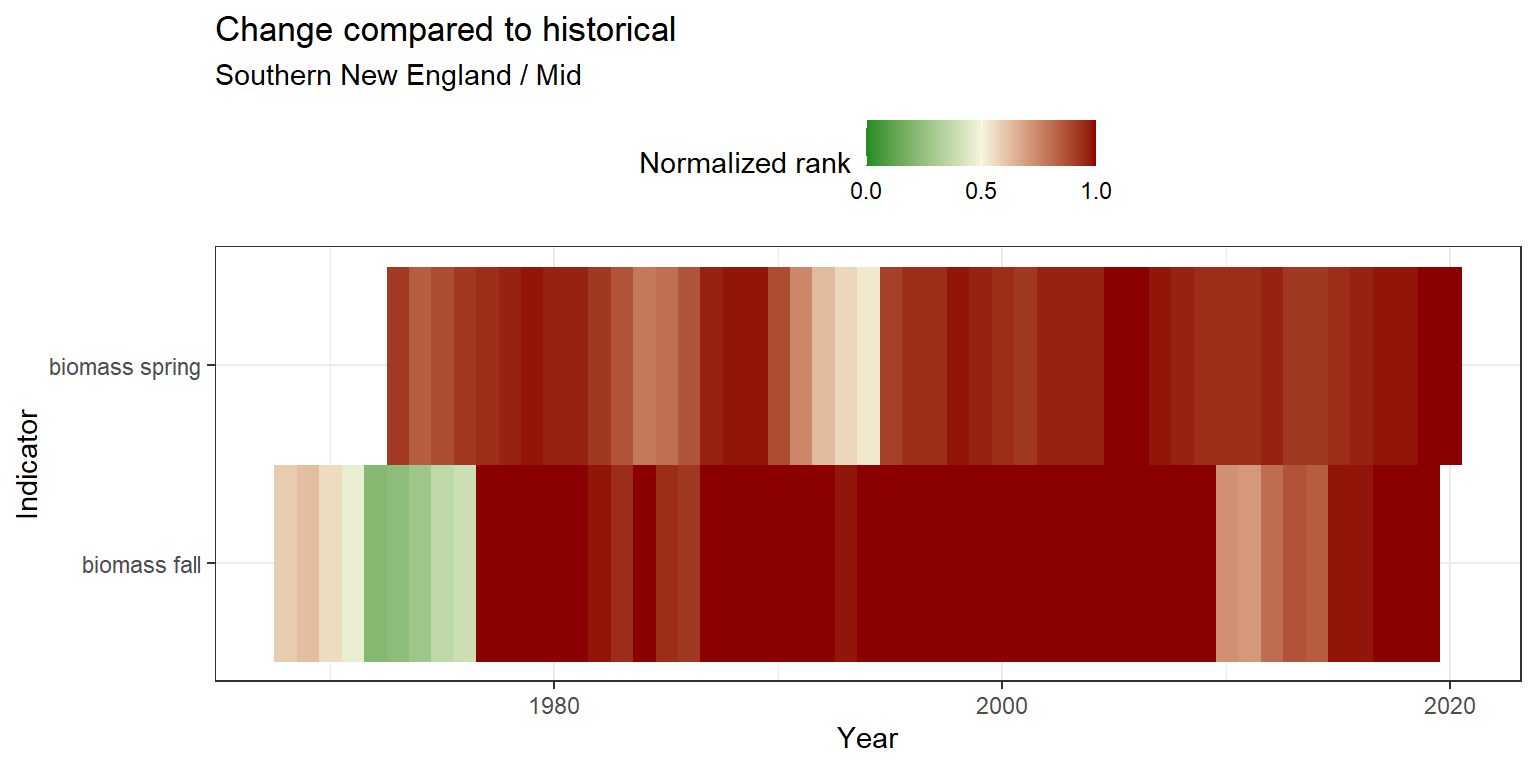 Change compared to historical
Southern New England / Mid
Normalized rank
0.0 0.5 1.0
biomass spring
biomass fall
Indicator
1980 2000 2020
Year